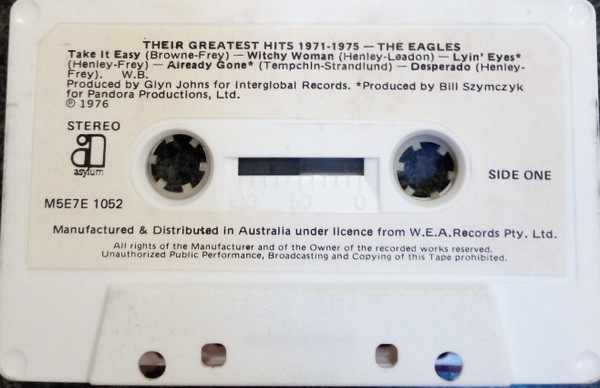 THEIR GREATEST HITS 1971-1975 — THE EAGLES
Take It Easy (Browne-Frey) — Witchy Woman (Henley-Leadon) — Lyin' Eyes*
(Henley-Frey) — Already Gone* (Tempchin-Strandlund) — Desperado (Henley-
Frey). W.B.
Produced by Glyn Johns for Interglobal Records. *Produced by Bill Szymczyk
for Pandora Productions, Ltd.
℗ 1976
STEREO
asylum
SIDE ONE
100 50 0
M5E7E 1052
Manufactured & Distributed in Australia under licence from W.E.A.Records Pty. Ltd.
All rights of the Manufacturer and of the Owner of the recorded works reserved.
Unauthorized Public Performance, Broadcasting and Copying of this Tape prohibited.